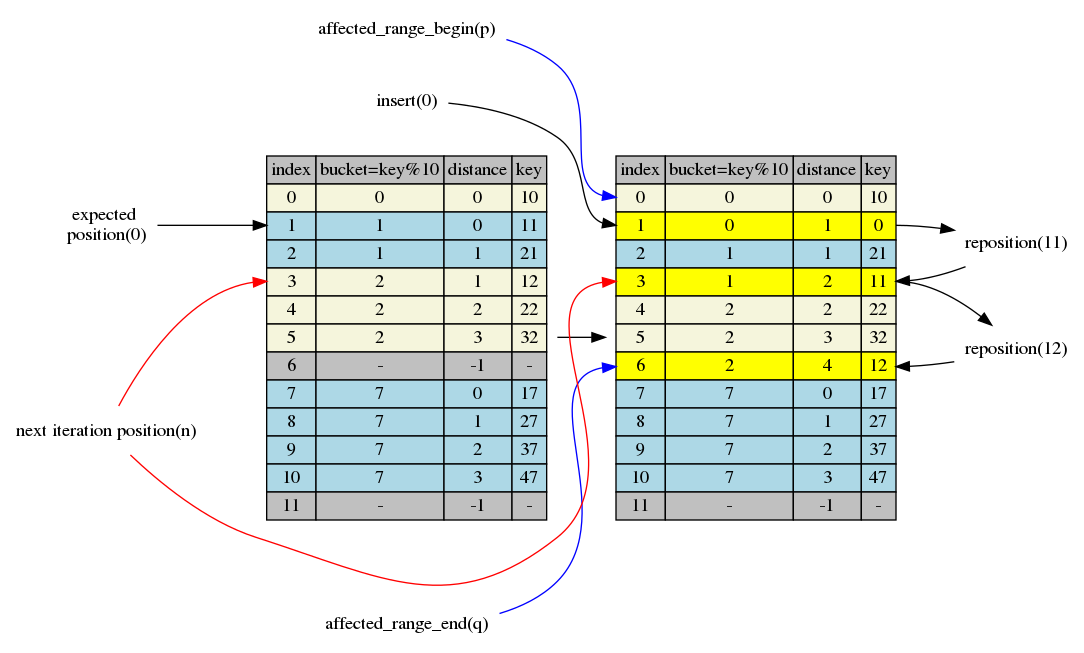 affected_range_begin(p)
insert(0)
index bucket=key%10 distance key
0 0 0 10
1 1 0 11
2 1 1 21
3 2 1 12
4 2 2 22
5 2 3 32
6 - -1 -
7 7 0 17
8 7 1 27
9 7 2 37
10 7 3 47
11 - -1 -
index bucket=key%10 distance key
0 0 0 10
1 0 1 0
2 1 1 21
3 1 2 11
4 2 2 22
5 2 3 32
6 2 4 12
7 7 0 17
8 7 1 27
9 7 2 37
10 7 3 47
11 - -1 -
expected
position(0)
reposition(11)
reposition(12)
next iteration position(n)
affected_range_end(q)